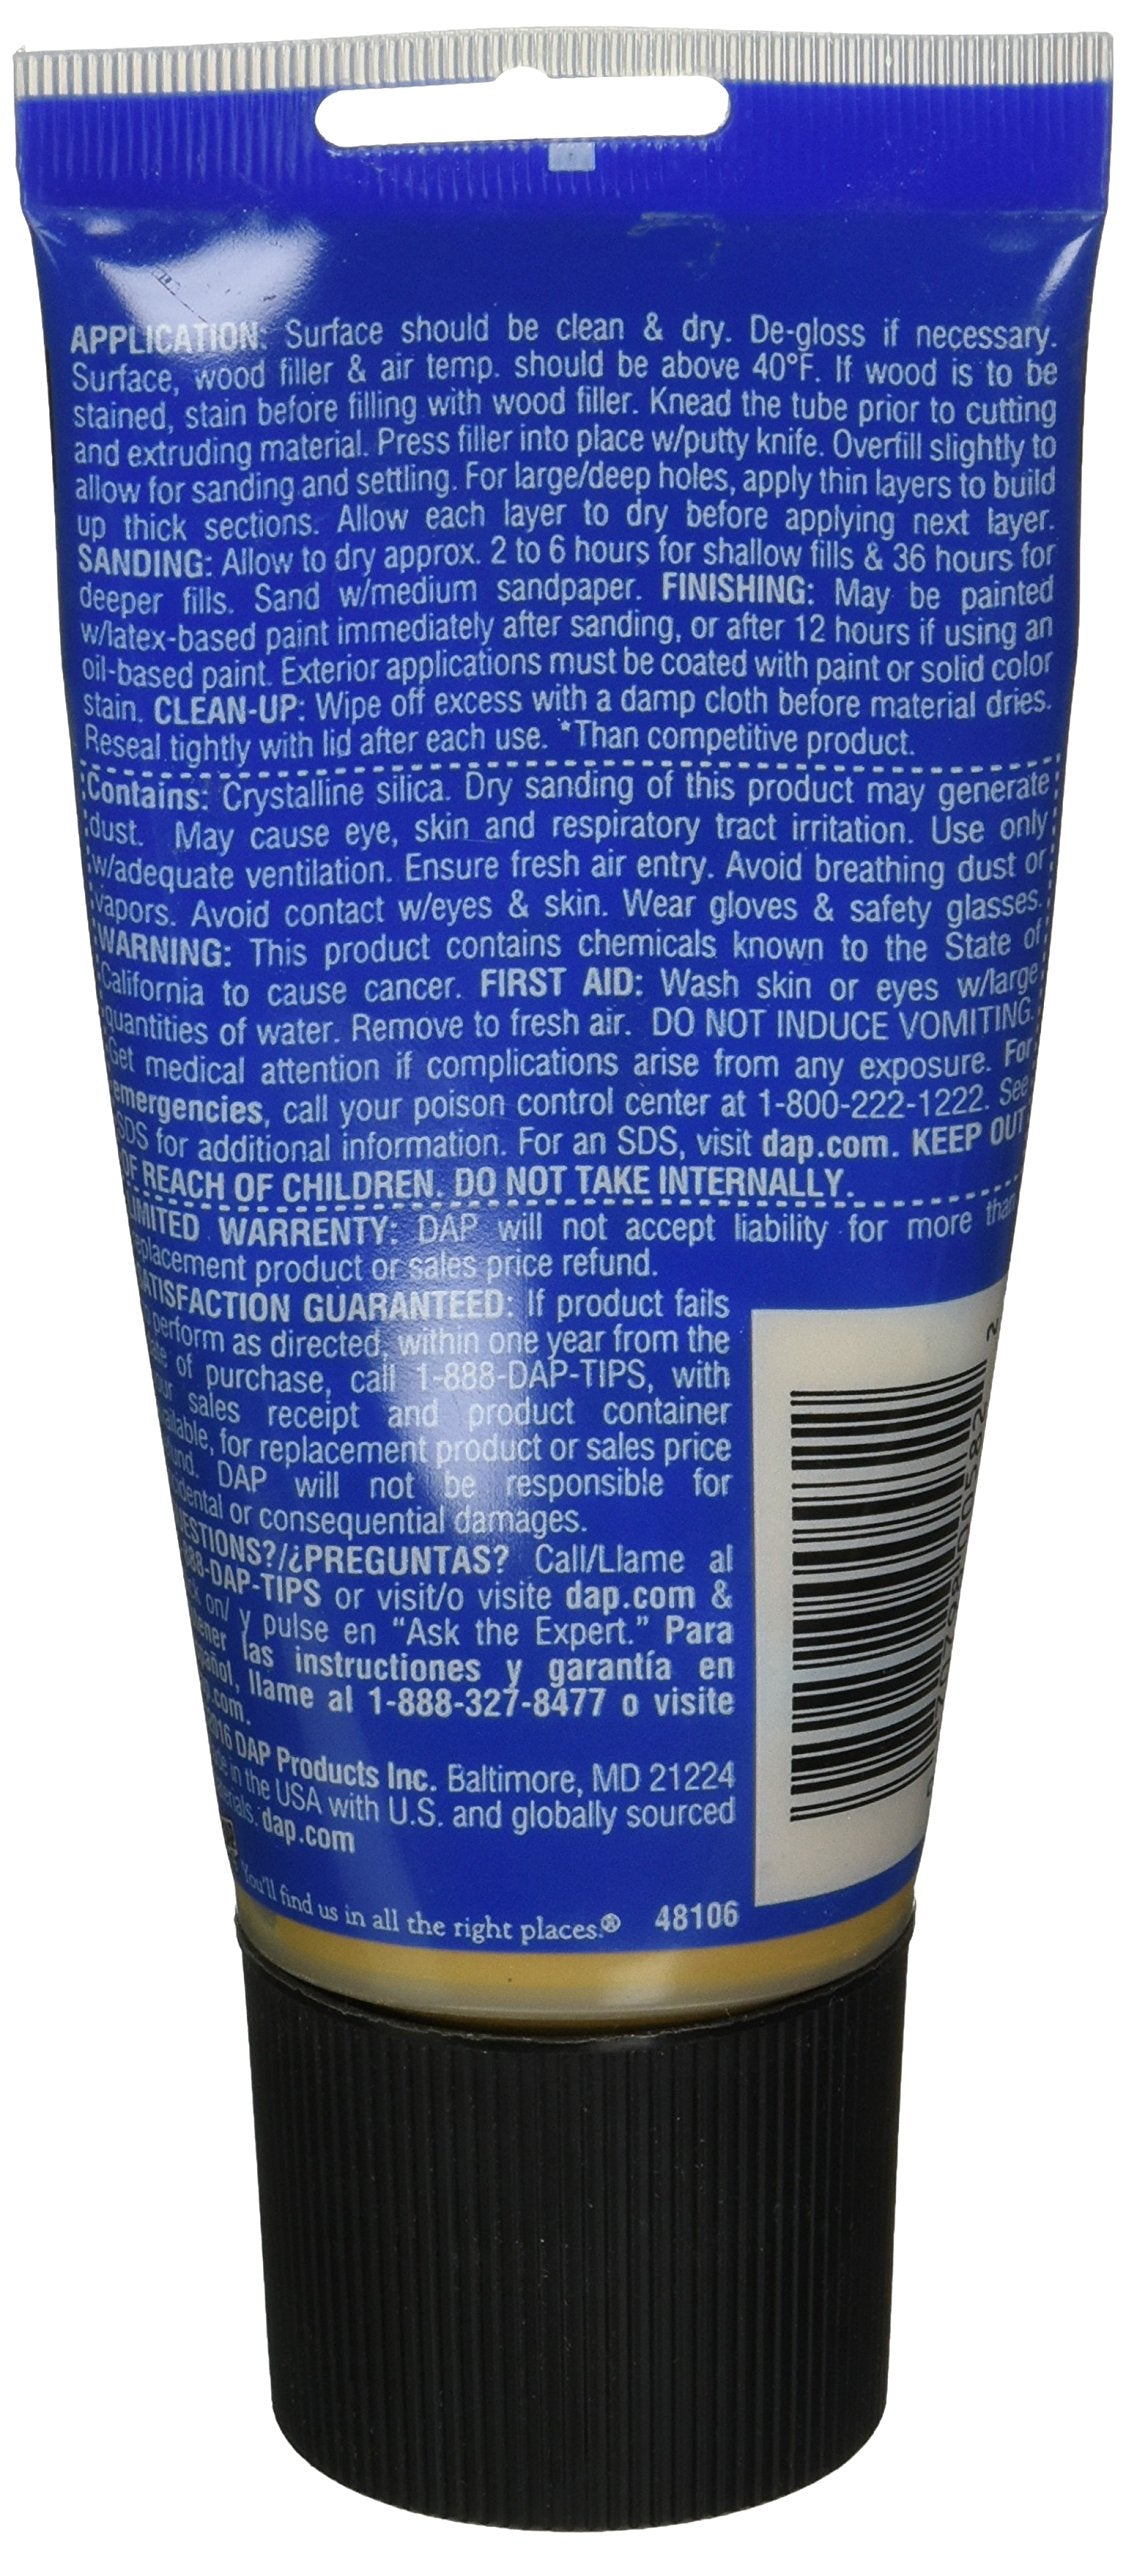 APPLICATION: Surface should be clean & dry. De-gloss if necessary.
Surface, wood filler & air temp. should be above 40°F. If wood is to be
stained, stain before filling with wood filler. Knead the tube prior to cutting
and extruding material. Press filler into place w/putty knife. Overfill slightly to
allow for sanding and settling. For large/deep holes, apply thin layers to build
up thick sections. Allow each layer to dry before applying next layer.
SANDING: Allow to dry approx. 2 to 6 hours for shallow fills & 36 hours for
deeper fills. Sand w/medium sandpaper. FINISHING: May be painted
w/latex-based paint immediately after sanding, or after 12 hours if using an
oil-based paint. Exterior applications must be coated with paint or solid color
stain. CLEAN-UP: Wipe off excess with a damp cloth before material dries.
Reseal tightly with lid after each use. *Than competitive product.
Contains: Crystalline silica. Dry sanding of this product may generate
dust. May cause eye, skin and respiratory tract irritation. Use only
w/adequate ventilation. Ensure fresh air entry. Avoid breathing dust or
vapors. Avoid contact w/eyes & skin. Wear gloves & safety glasses.
WARNING: This product contains chemicals known to the State of
California to cause cancer. FIRST AID: Wash skin or eyes w/large
quantities of water. Remove to fresh air. DO NOT INDUCE VOMITING.
Get medical attention if complications arise from any exposure. For
emergencies, call your poison control center at 1-800-222-1222. See
SDS for additional information. For an SDS, visit dap.com. KEEP OUT
OF REACH OF CHILDREN. DO NOT TAKE INTERNALLY.
LIMITED WARRENTY: DAP will not accept liability for more than
placement product or sales price refund.
SATISFACTION GUARANTEED: If product fails
perform as directed, within one year from the
of purchase, call 1-888-DAP-TIPS, with
sales receipt and product container
for replacement product or sales price
DAP will not be responsible for
or consequential damages.
QUESTIONS?/¿PREGUNTAS? Call/Llame al
-DAP-TIPS or visit/o visite dap.com &
on/ y pulse en "Ask the Expert." Para
las instructiones y garantía en
llame al 1-888-327-8477 o visite
.com.
2016 DAP Products Inc. Baltimore, MD 21224
in the USA with U.S. and globally sourced
dap.com
You'll find us in all the right places.® 48106